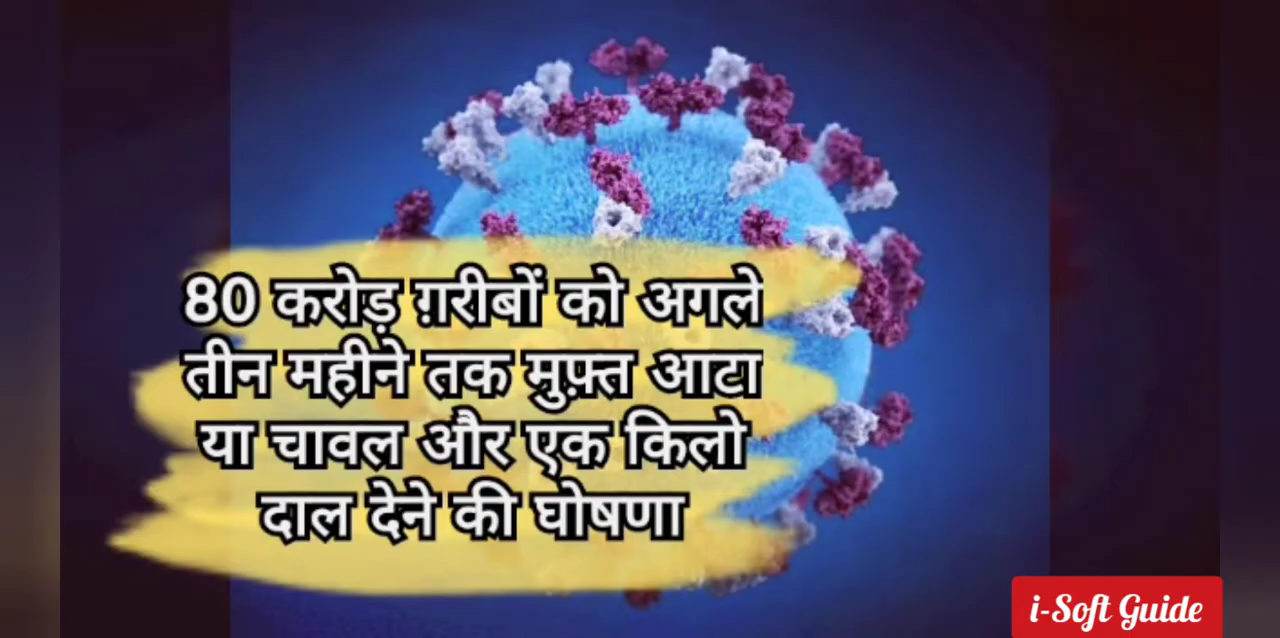 80 करोड़ ग़रीबों को अगले
तीन महीने तक मुफ़्त आटा
या चावल और एक किलो
दाल देने की घोषणा
i-Soft Guide